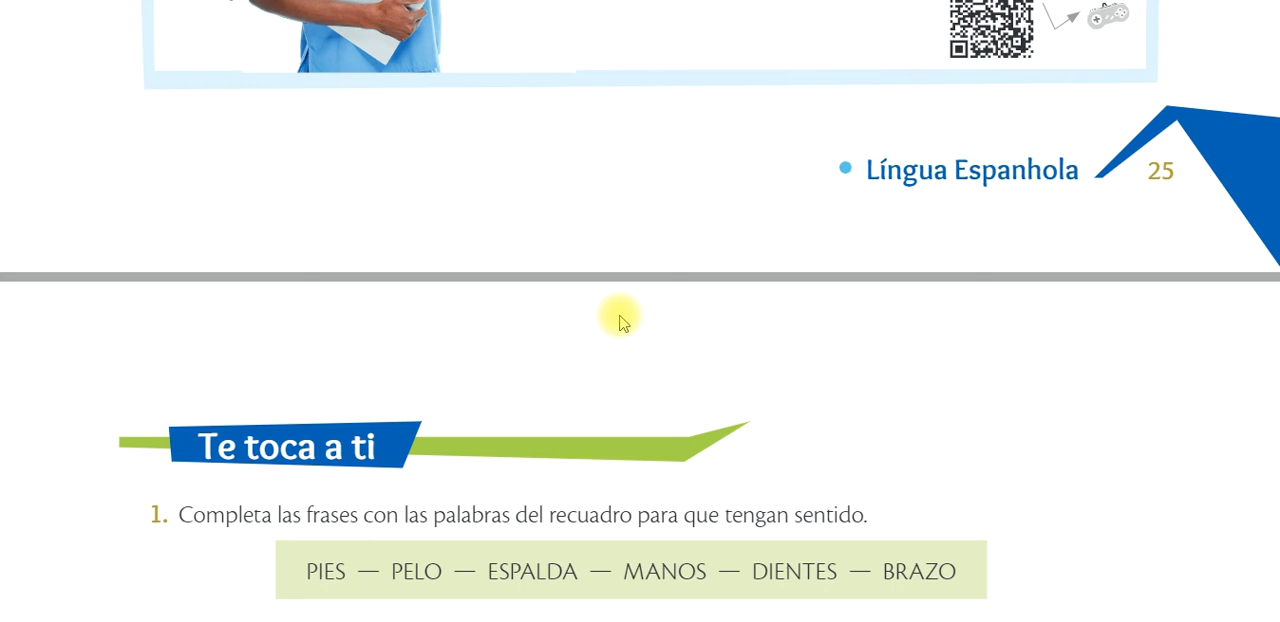 Língua Espanhola 25
Te toca a ti
1. Completa las frases con las palabras del recuadro para que tengan sentido.
PIES — PELO — ESPALDA — MANOS — DIENTES — BRAZO